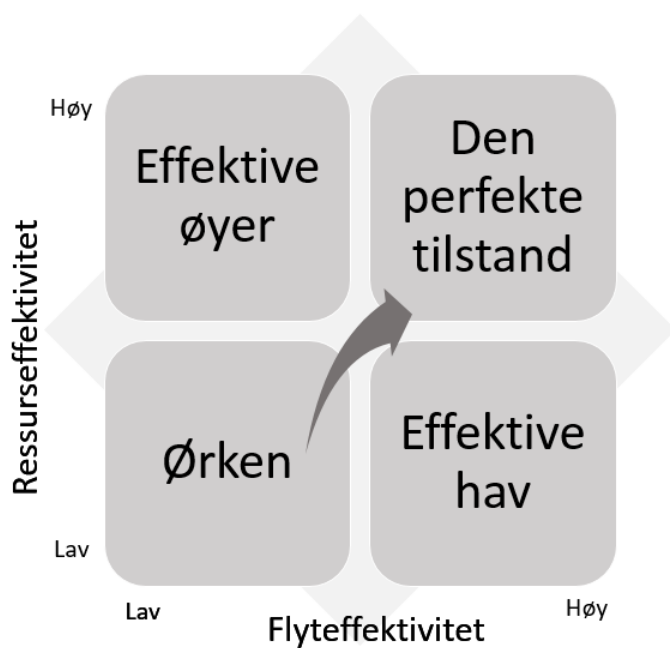 Høy
Effektive
øyer
Den
perfekte
tilstand
Ressurseffektivitet
Ørken
Effektive
hav
Lav
Lav
Høy
Flyteffektivitet